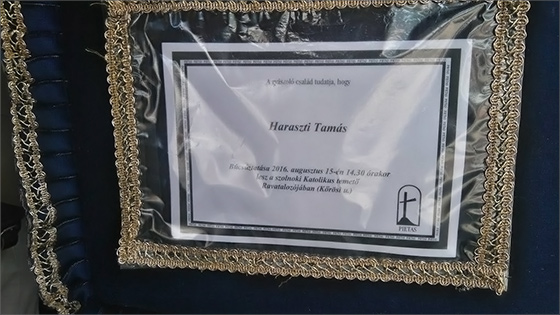 A gyászoló család tudatja, hogy
Haraszti Tamás
Búcsúztatása 2016. augusztus 15-én 14,30 órakor
lesz a szolnoki Katolikus temető
Ravatalozójában (Kőrösi u.)
PIETAS